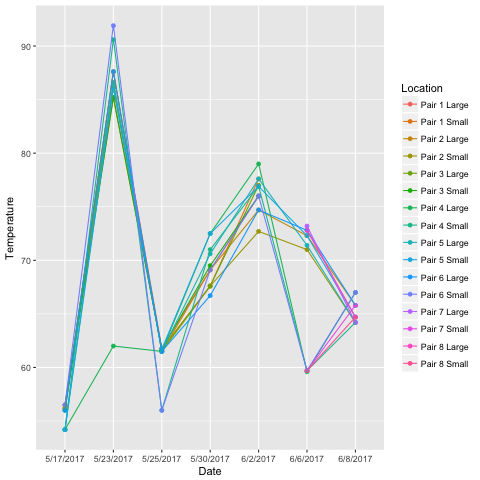 90
80
70
60
Temperature
5/17/2017 5/23/2017 5/25/2017 5/30/2017 6/2/2017 6/6/2017 6/8/2017
Date
Location
Pair 1 Large
Pair 1 Small
Pair 2 Large
Pair 2 Small
Pair 3 Large
Pair 3 Small
Pair 4 Large
Pair 4 Small
Pair 5 Large
Pair 5 Small
Pair 6 Large
Pair 6 Small
Pair 7 Large
Pair 7 Small
Pair 8 Large
Pair 8 Small